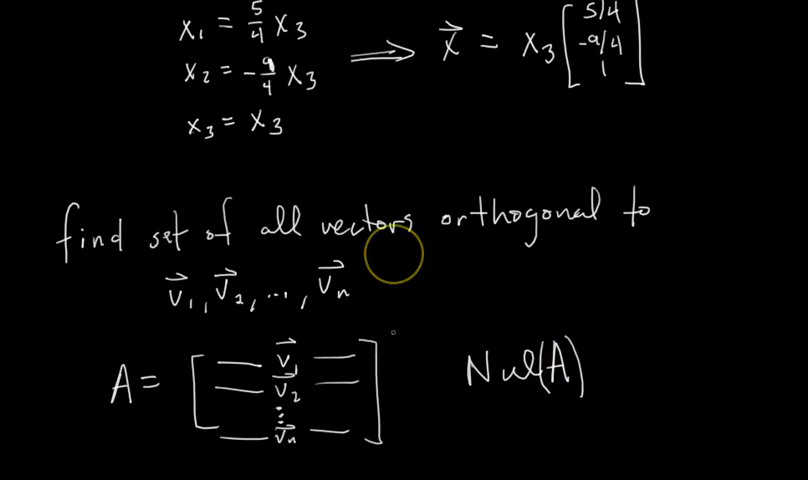 x₁ = 5/4 x₃
x₂ = -9/4 x₃ ⟹ x⃗ = x₃ [5/4 -9/4 1]
x₃ = x₃
find set of all vectors orthogonal to
v⃗₁, v⃗₂, ..., v⃗ₙ
A = [— v⃗₁ — — v⃗₂ — ⋮ — v⃗ₙ —] Nul(A)